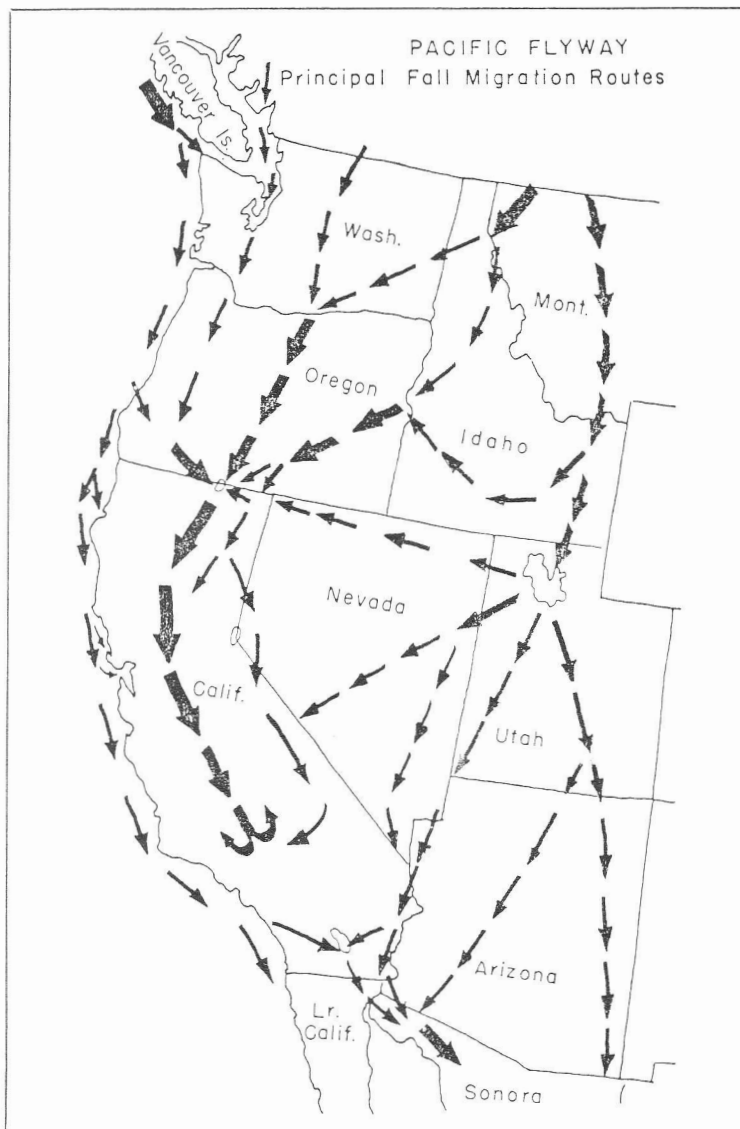 PACIFIC FLYWAY
Principal Fall Migration Routes
Vancouver Is.
Wash.
Mont.
Oregon
Idaho
Nevada
Calif.
Utah
Arizona
Lr.
Calif.
Sonora